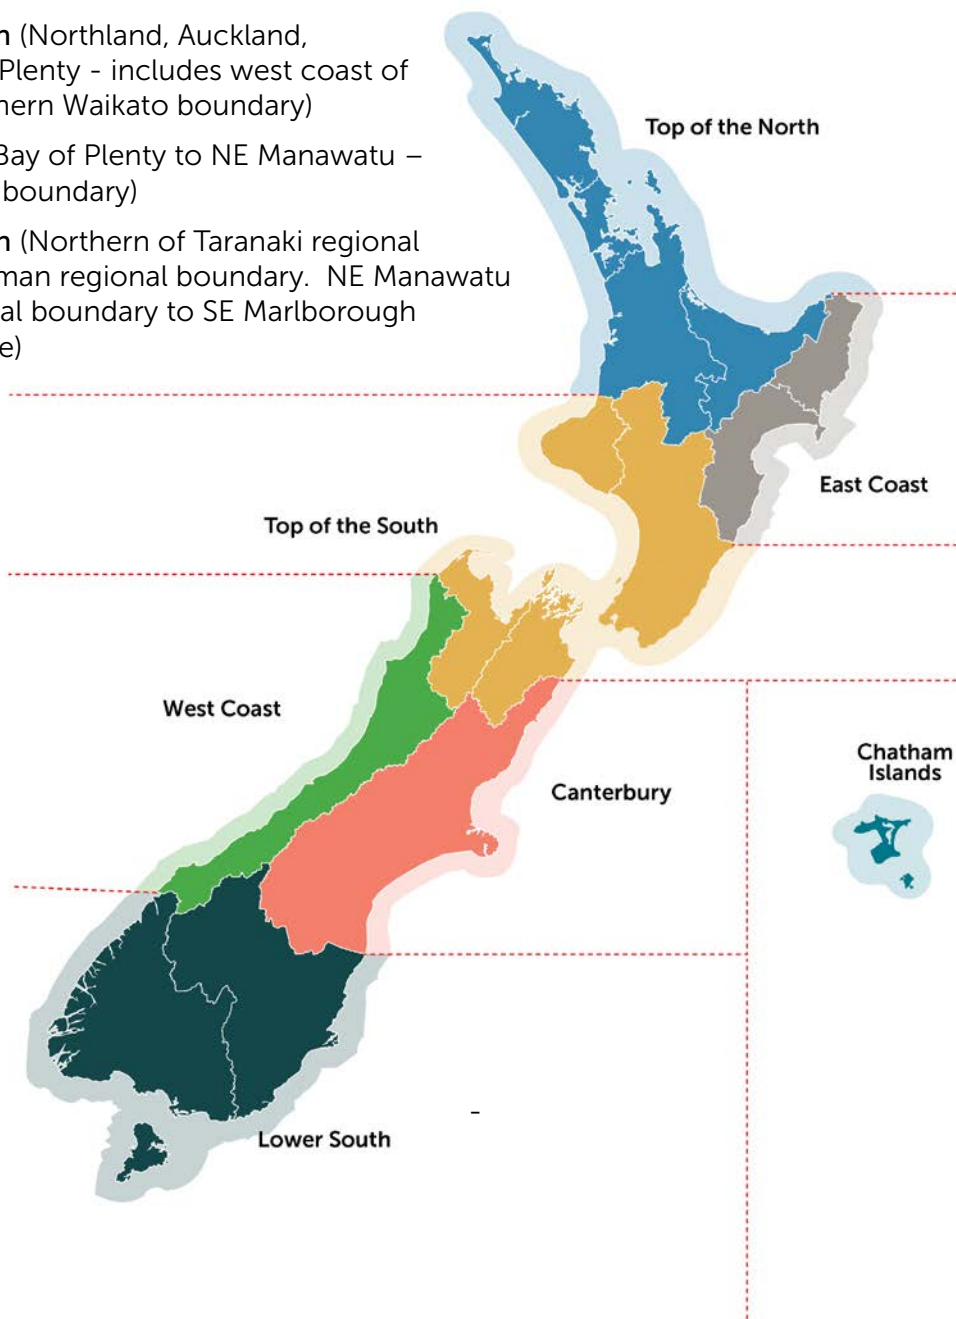 n (Northland, Auckland,
Plenty - includes west coast of
nern Waikato boundary)
Bay of Plenty to NE Manawatu –
boundary)
n (Northern of Taranaki regional
man regional boundary. NE Manawatu
al boundary to SE Marlborough
e)
Top of the North
East Coast
Top of the South
West Coast
Canterbury
Chatham
Islands
Lower South
-